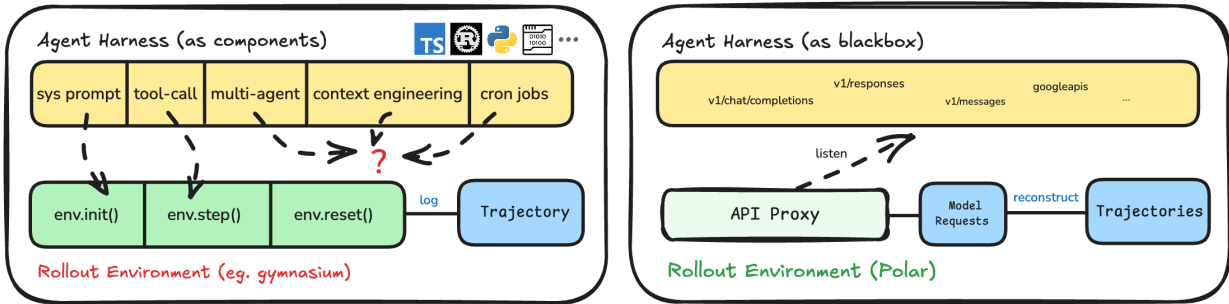 Agent Harness (as components)
TS
R
01010
10100
sys prompt
tool-call
multi-agent
context engineering
cron jobs
?
env.init()
env.step()
env.reset()
log
Trajectory
Rollout Environment (eg. gymnasium)
Agent Harness (as blackbox)
v1/responses
googleapis
v1/chat/completions
v1/messages
...
listen
API Proxy
Model
Requests
reconstruct
Trajectories
Rollout Environment (Polar)